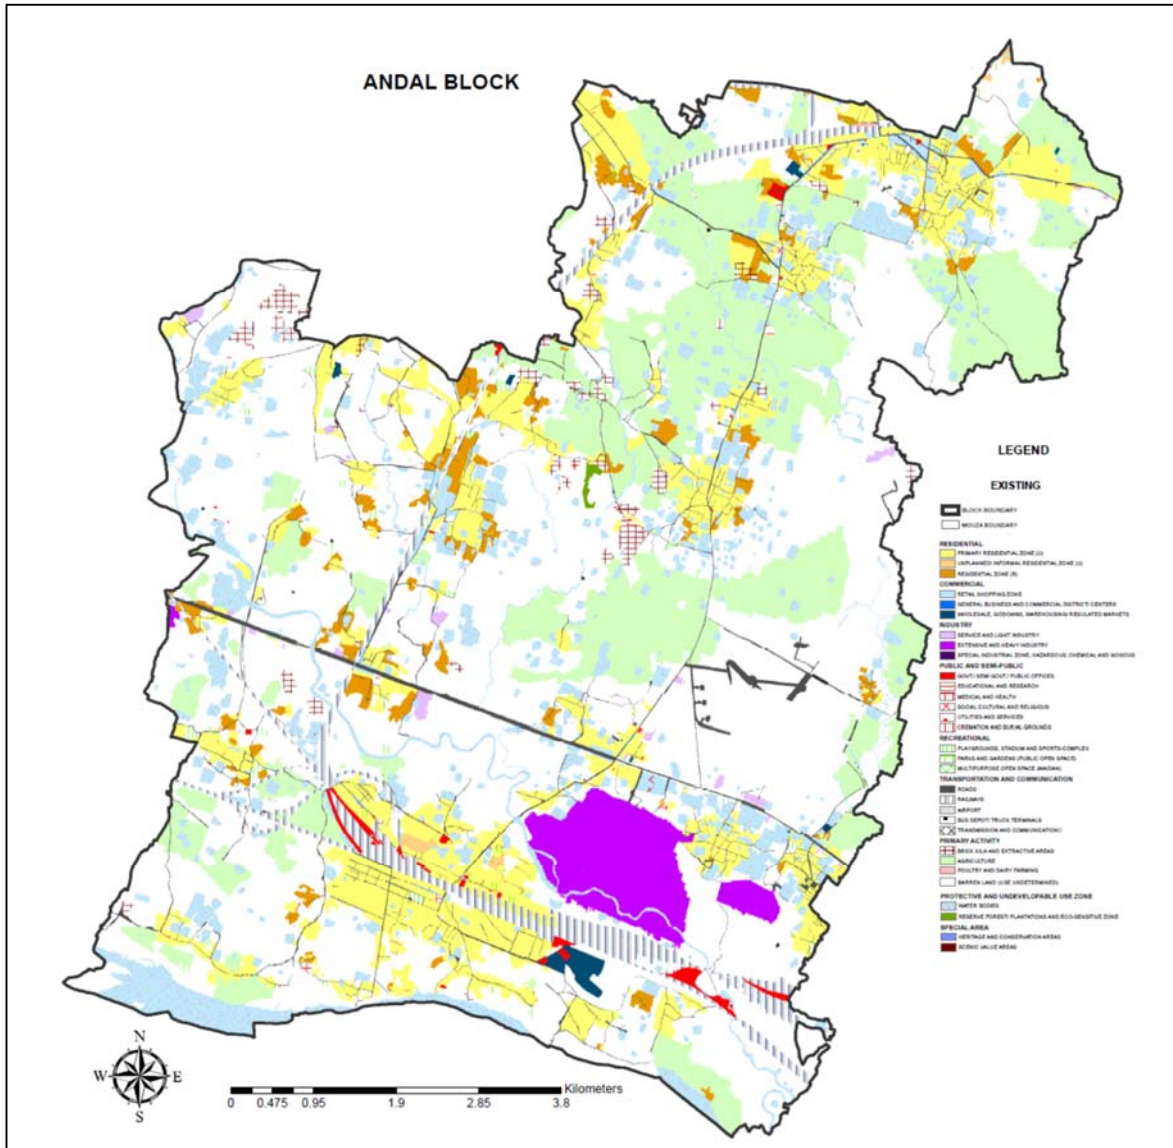 ANDAL BLOCK
LEGEND
EXISTING
BLOCK BOUNDARY
MOUZA BOUNDARY
RESIDENTIAL
PRIMARY RESIDENTIAL ZONE (U)
UNPLANNED/ INFORMAL RESIDENTIAL ZONE (U)
RESIDENTIAL ZONE (R)
COMMERCIAL
RETAIL SHOPPING ZONE
GENERAL BUSINESS AND COMMERCIAL DISTRICT/ CENTERS
WHOLESALE, GODOWNS, WAREHOUSING/ REGULATED MARKETS
INDUSTRY
SERVICE AND LIGHT INDUSTRY
EXTENSIVE AND HEAVY INDUSTRY
SPECIAL INDUSTRIAL ZONE, HAZARDOUS, CHEMICAL AND NOXIOUS
PUBLIC AND SEMI-PUBLIC
GOVT/ SEMI GOVT/ PUBLIC OFFICES
EDUCATIONAL AND RESEARCH
MEDICAL AND HEALTH
SOCIAL CULTURAL AND RELIGIOUS
UTILITIES AND SERVICES
CREMATION AND BURIAL GROUNDS
RECREATIONAL
PLAYGROUNDS, STADIUM AND SPORTS-COMPLEX
PARKS AND GARDENS (PUBLIC OPEN SPACE)
MULTIPURPOSE OPEN SPACE (MAIDAN)
TRANSPORTATION AND COMMUNICATION
ROADS
RAILWAYS
AIRPORT
BUS DEPOT/ TRUCK TERMINALS
TRANSMISSION AND COMMUNICATION
PRIMARY ACTIVITY
BRICK KILN AND EXTRACTIVE AREAS
AGRICULTURE
POULTRY AND DAIRY FARMING
BARREN LAND (USE UNDETERMINED)
PROTECTIVE AND UNDEVELOPABLE USE ZONE
WATER BODIES
RESERVE FOREST/ PLANTATIONS AND ECO-SENSITIVE ZONE
SPECIAL AREA
HERITAGE AND CONSERVATION AREAS
SCENIC VALUE AREAS
N
W E
S
Kilometers
0 0.475 0.95 1.9 2.85 3.8